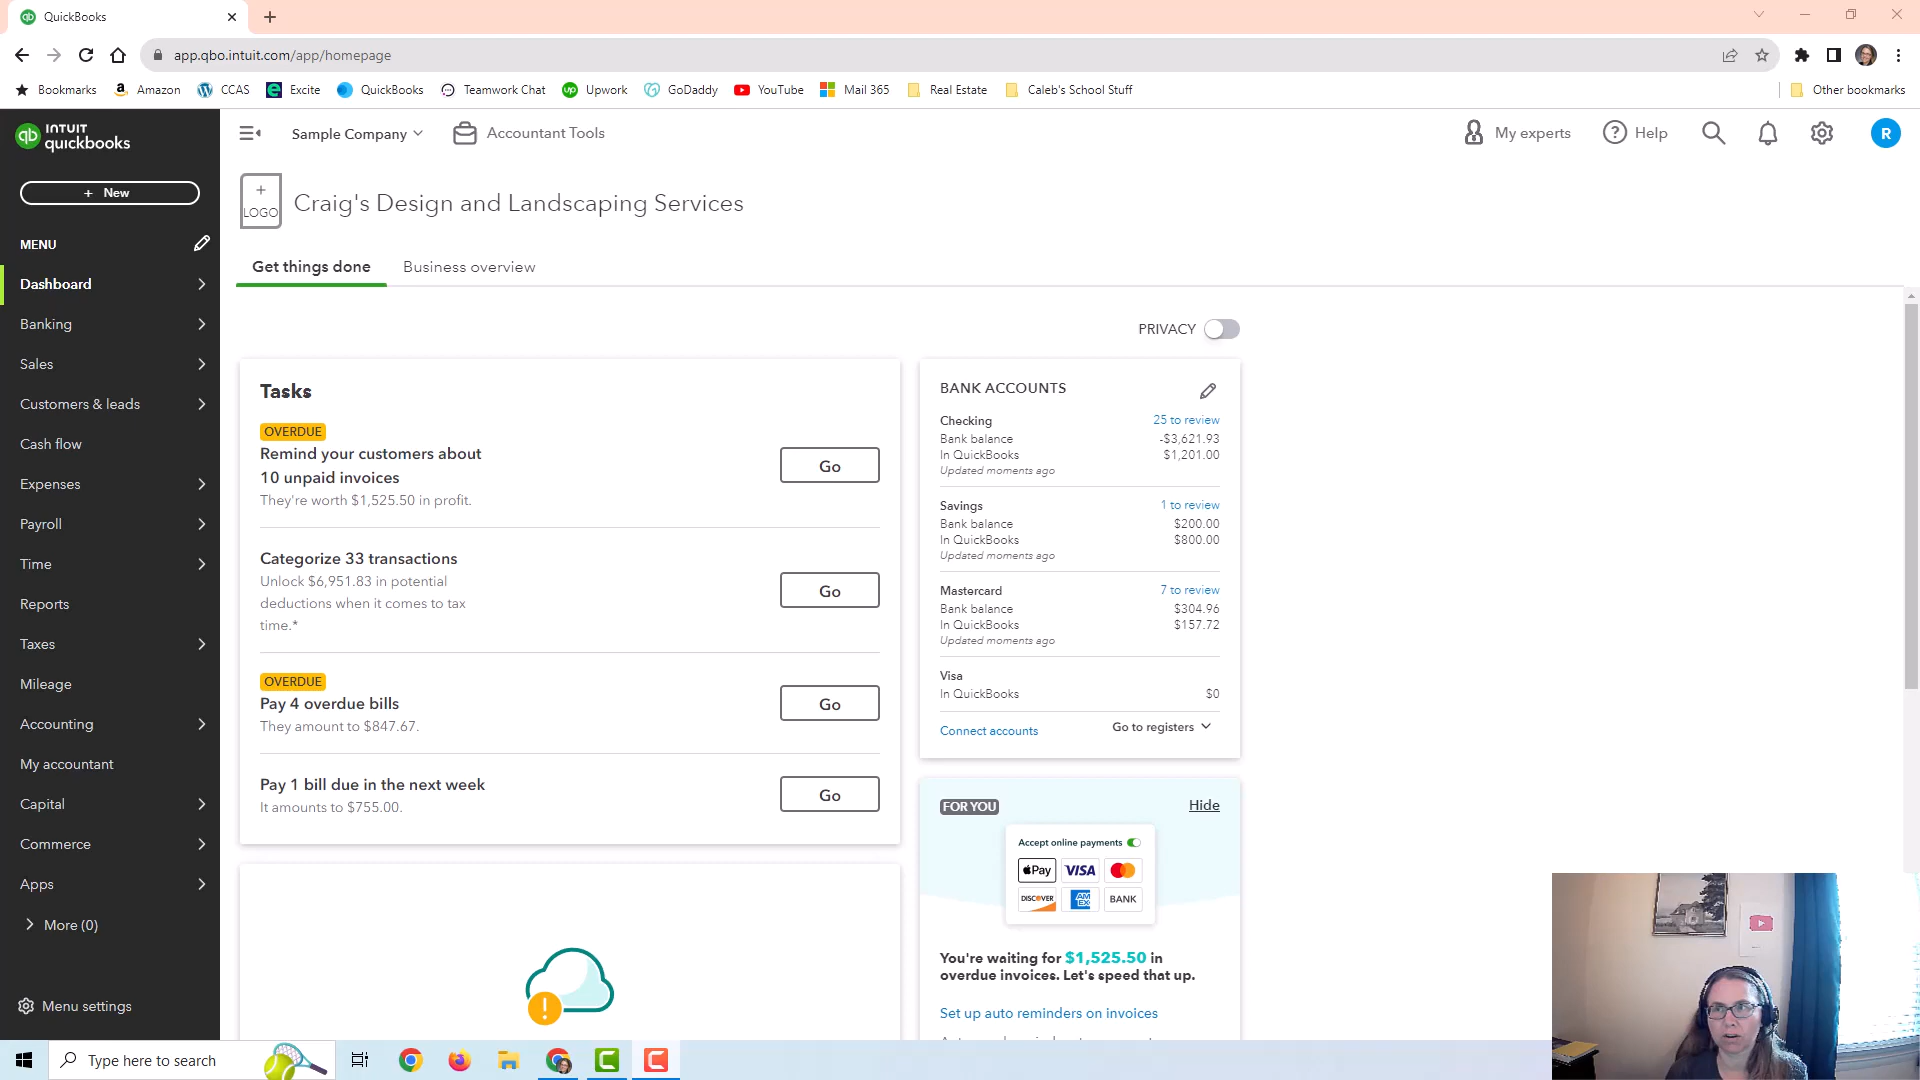 QuickBooks
app.qbo.intuit.com/app/homepage
Bookmarks Amazon CCAS Excite QuickBooks Teamwork Chat Upwork GoDaddy YouTube Mail 365 Real Estate Caleb's School Stuff Other bookmarks
INTUIT
quickbooks
Sample Company Accountant Tools My experts Help R
+ New
+
LOGO
Craig's Design and Landscaping Services
MENU
Dashboard
Banking
Sales
Customers & leads
Cash flow
Expenses
Payroll
Time
Reports
Taxes
Mileage
Accounting
My accountant
Capital
Commerce
Apps
More (0)
Menu settings
Get things done Business overview
PRIVACY
Tasks
OVERDUE
Remind your customers about
10 unpaid invoices
They're worth $1,525.50 in profit.
Go
Categorize 33 transactions
Unlock $6,951.83 in potential
deductions when it comes to tax
time.*
Go
OVERDUE
Pay 4 overdue bills
They amount to $847.67.
Go
Pay 1 bill due in the next week
It amounts to $755.00.
Go
BANK ACCOUNTS
Checking 25 to review
Bank balance -$3,621.93
In QuickBooks $1,201.00
Updated moments ago
Savings 1 to review
Bank balance $200.00
In QuickBooks $800.00
Updated moments ago
Mastercard 7 to review
Bank balance $304.96
In QuickBooks $157.72
Updated moments ago
Visa
In QuickBooks $0
Connect accounts Go to registers
FOR YOU Hide
Accept online payments
Pay VISA
DISCOVER AM EX BANK
You're waiting for $1,525.50 in
overdue invoices. Let's speed that up.
Set up auto reminders on invoices
Type here to search